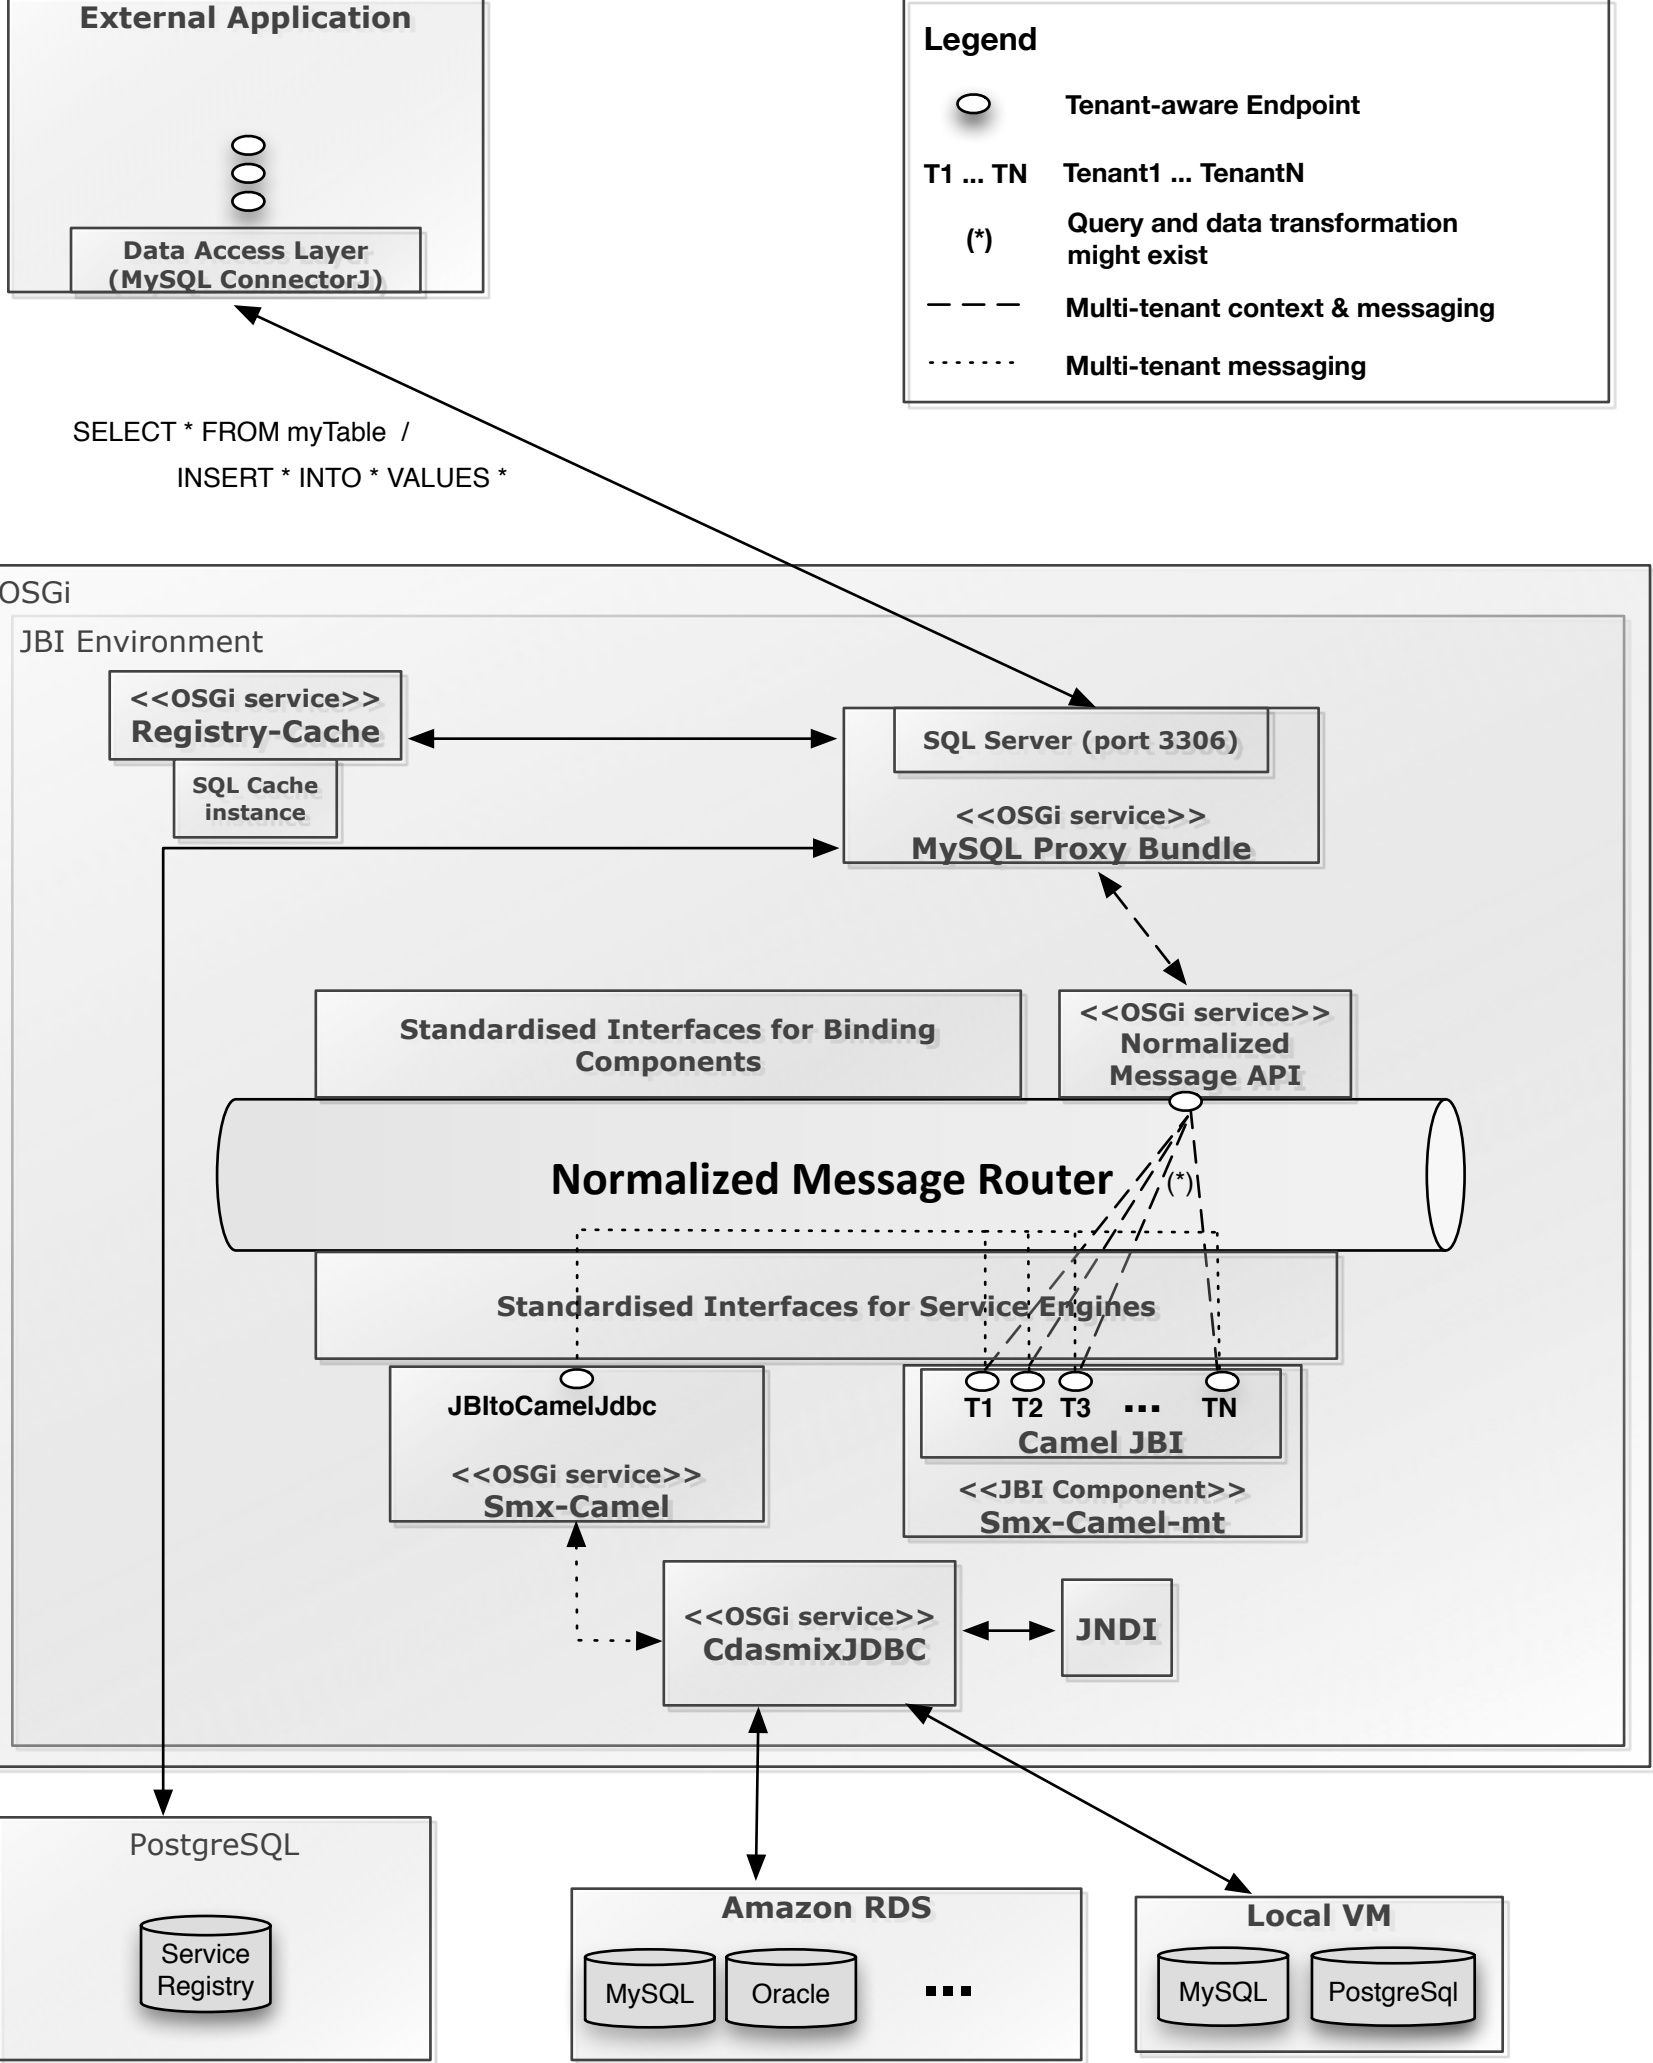 External Application
Data Access Layer
(MySQL ConnectorJ)
Legend
Tenant-aware Endpoint
T1 ... TN Tenant1 ... TenantN
(*) Query and data transformation
might exist
Multi-tenant context & messaging
Multi-tenant messaging
SELECT * FROM myTable /
INSERT * INTO * VALUES *
OSGi
JBI Environment
<<OSGi service>>
Registry-Cache
SQL Cache
instance
SQL Server (port 3306)
<<OSGi service>>
MySQL Proxy Bundle
Standardised Interfaces for Binding
Components
<<OSGi service>>
Normalized
Message API
Normalized Message Router
(*)
Standardised Interfaces for Service Engines
JBItoCamelJdbc
<<OSGi service>>
Smx-Camel
T1 T2 T3 ... TN
Camel JBI
<<JBI Component>>
Smx-Camel-mt
<<OSGi service>>
CdasmixJDBC
JNDI
PostgreSQL
Service
Registry
Amazon RDS
MySQL
Oracle
...
Local VM
MySQL
PostgreSql